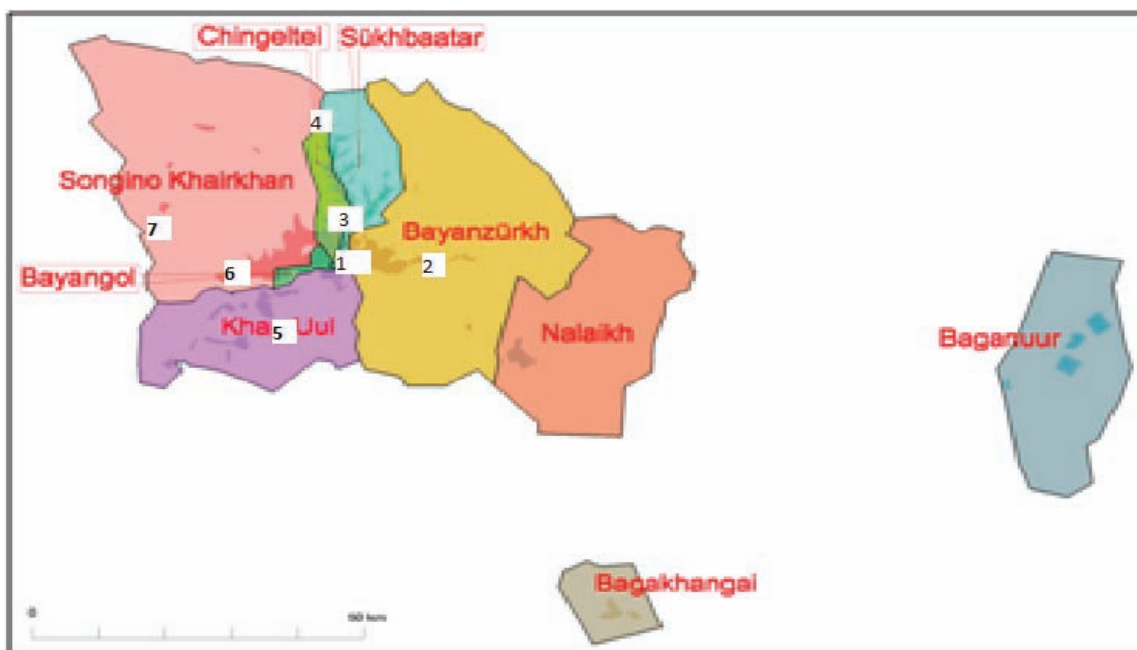 Chingeltei
Sükhbaatar
4
Songino Khairkhan
7
3
Bayanzürkh
1
2
Bayangol
6
5
Nalaikh
Baganuur
Bagakhangai
0
50 km